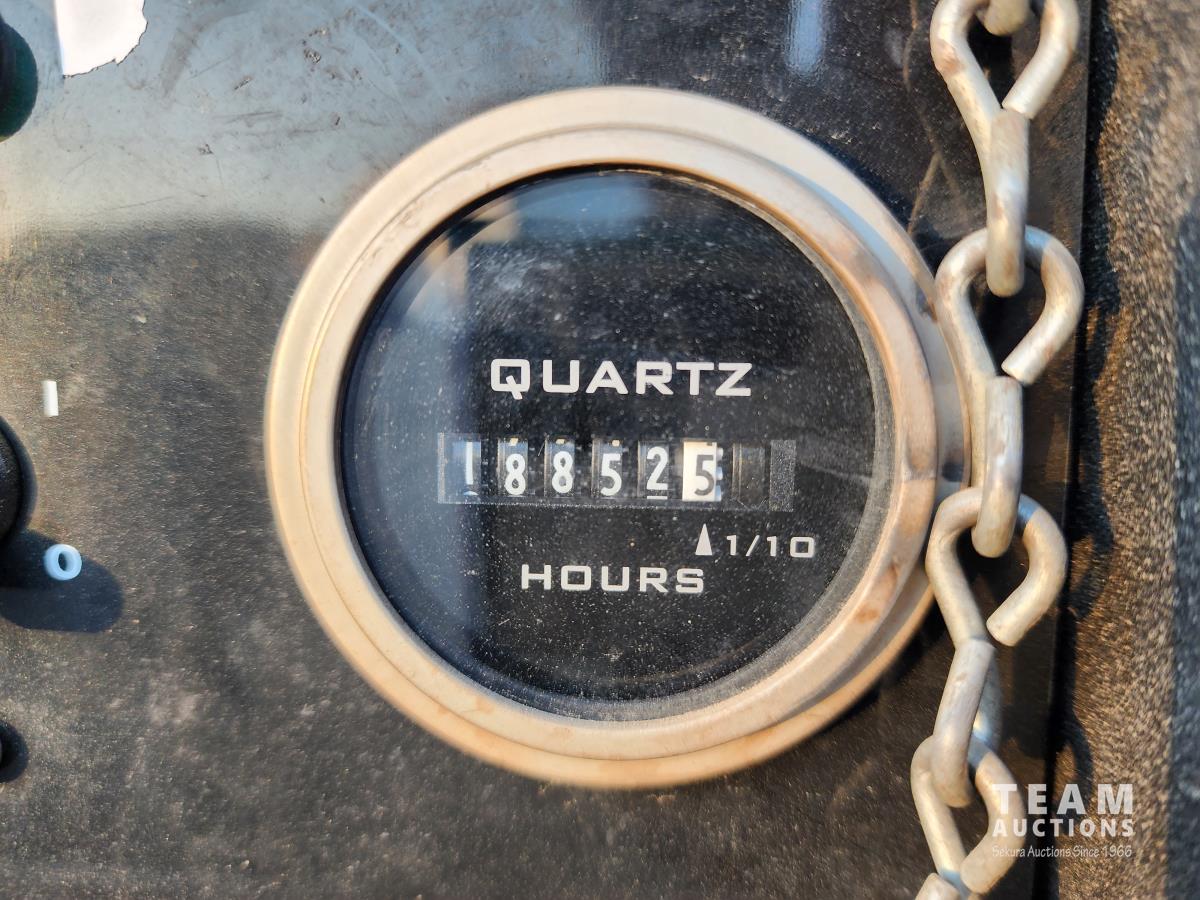 QUARTZ
188525
1/10
HOURS
TEAM
AUCTIONS
Sekura Auctions Since 1966